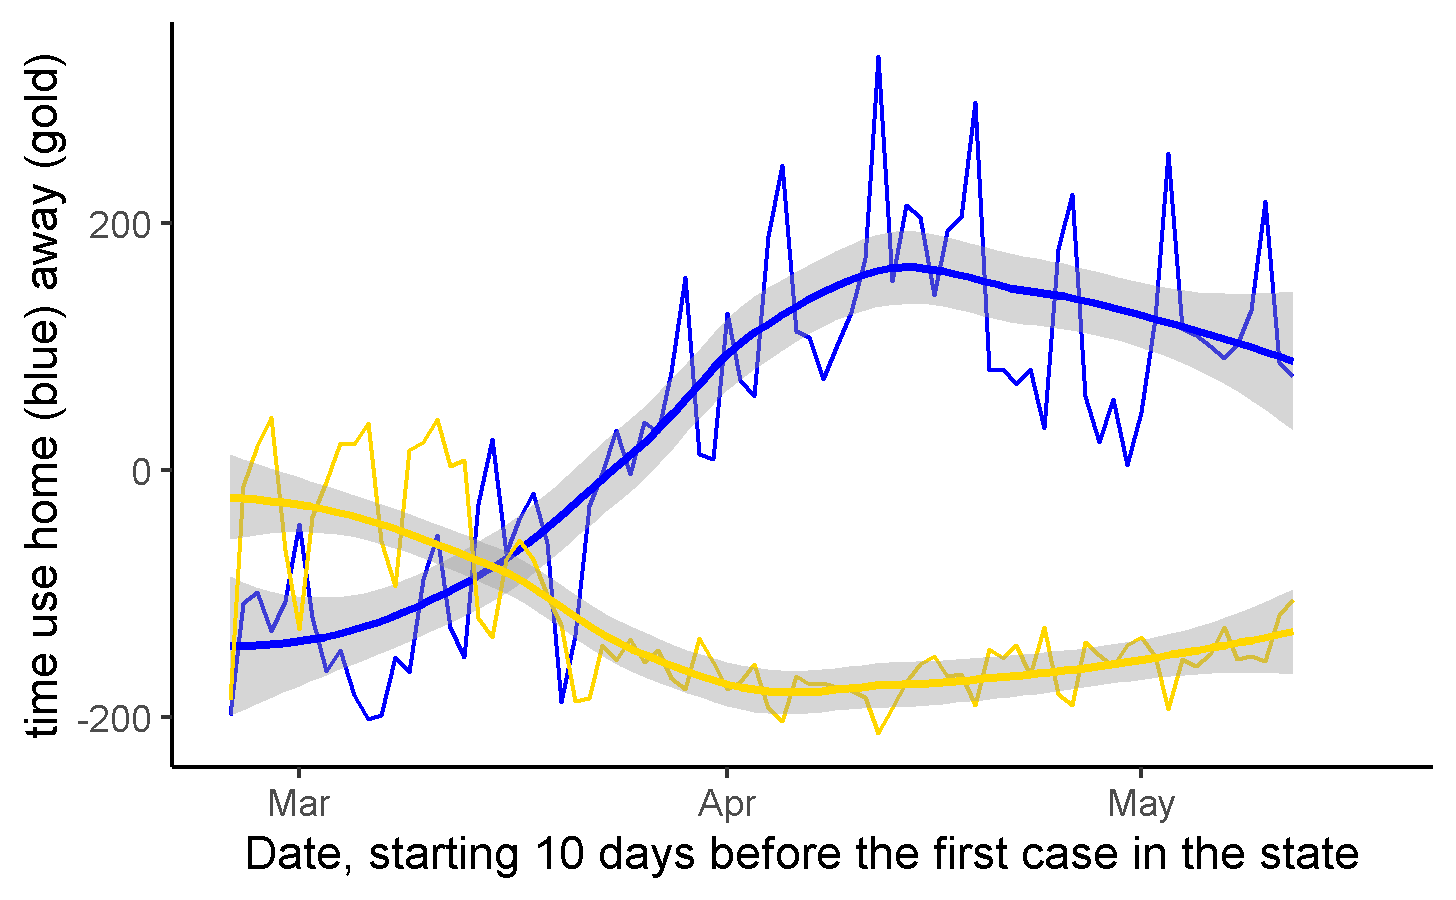 time use home (blue) away (gold)
200
0
-200
Mar Apr May
Date, starting 10 days before the first case in the state